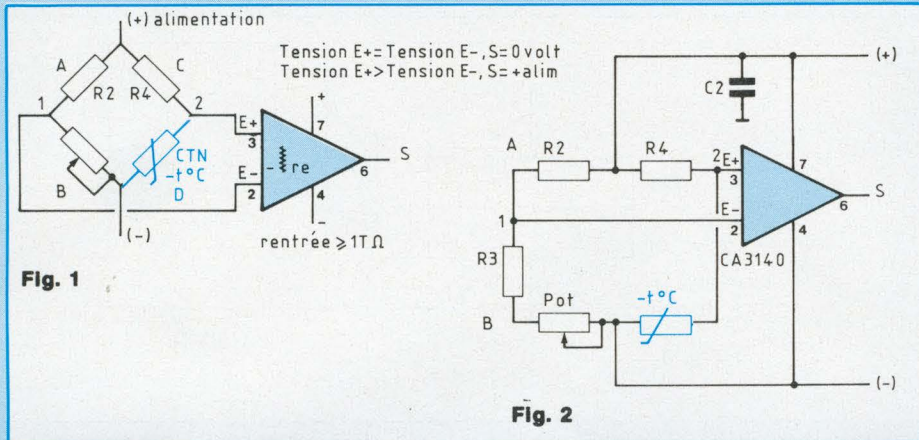 (+) alimentation
Tension E+= Tension E-, S= 0 volt
Tension E+> Tension E-, S= +alim
A
C
R2
R4
1
2
E+
3
+
7
CTN
-t°C
D
- re
S
6
B
E-
2
4
-
(-)
rentrée ⩾ 1TΩ
Fig. 1
(+)
C2
A
R2
R4
2
E+
3
7
S
6
1
E-
2
4
CA3140
R3
Pot
-t°C
B
(-)
Fig. 2